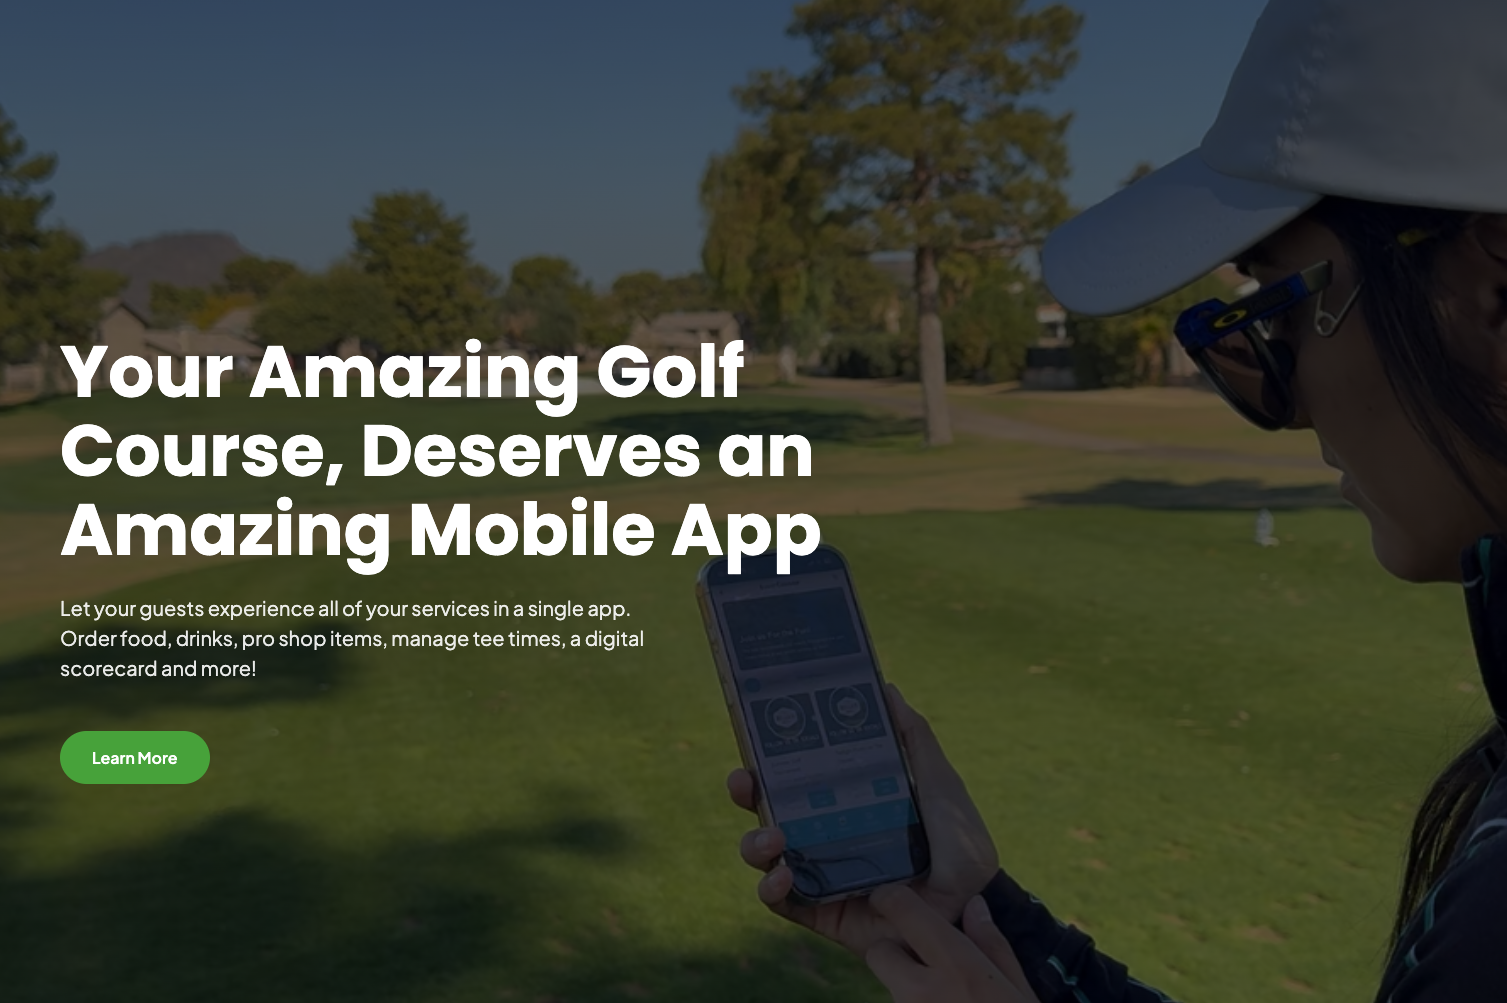 Your Amazing Golf
Course, Deserves an
Amazing Mobile App
Let your guests experience all of your services in a single app.
Order food, drinks, pro shop items, manage tee times, a digital
scorecard and more!
Learn More